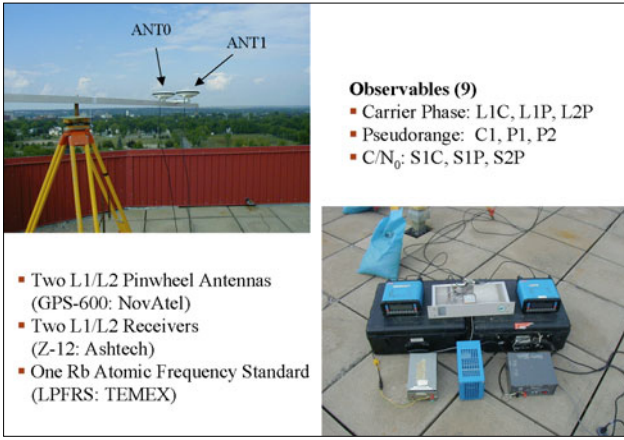 ANT0
ANT1
Observables (9)
▪ Carrier Phase: L1C, L1P, L2P
▪ Pseudorange: C1, P1, P2
▪ C/N₀: S1C, S1P, S2P
▪ Two L1/L2 Pinwheel Antennas
(GPS-600: NovAtel)
▪ Two L1/L2 Receivers
(Z-12: Ashtech)
▪ One Rb Atomic Frequency Standard
(LPFRS: TEMEX)